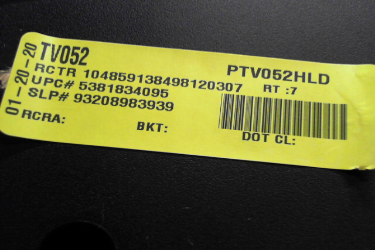 01-20-20
TV052
PTV052HLD
RCTR 104859138498120307 RT :7
UPC# 5381834095
SLP# 93208983939
RCRA:
BKT:
DOT CL: